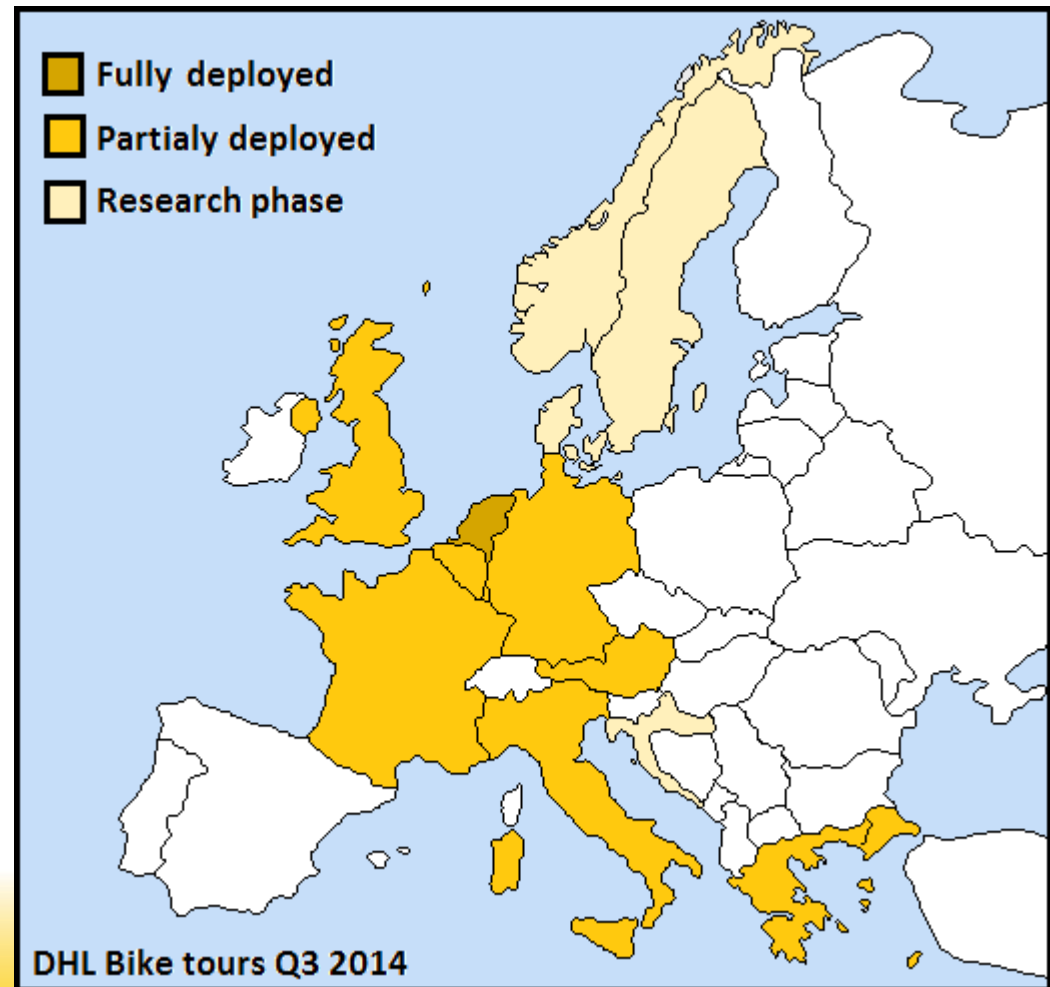 Fully deployed
Partialy deployed
Research phase
DHL Bike tours Q3 2014